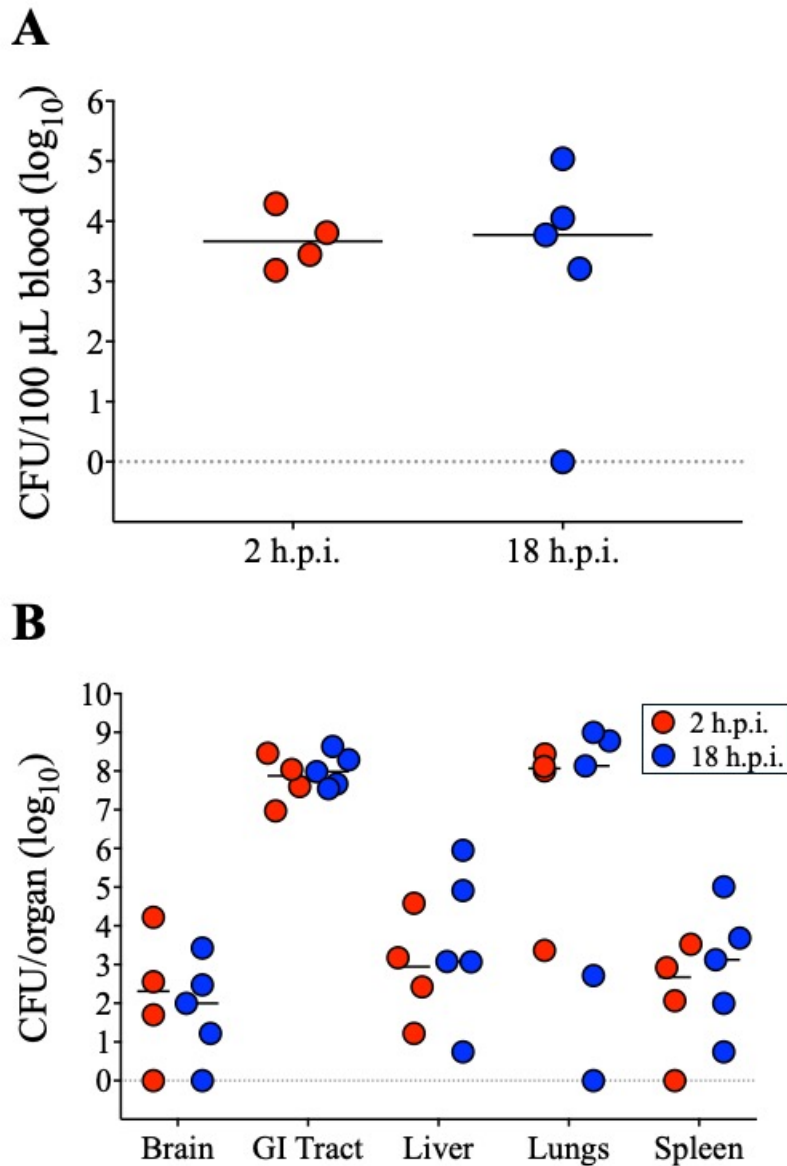 A
CFU/100 µL blood (log10)
6
5
4
3
2
1
0
2 h.p.i. 18 h.p.i.
B
CFU/organ (log10)
10
9
8
7
6
5
4
3
2
1
0
2 h.p.i.
18 h.p.i.
Brain GI Tract Liver Lungs Spleen